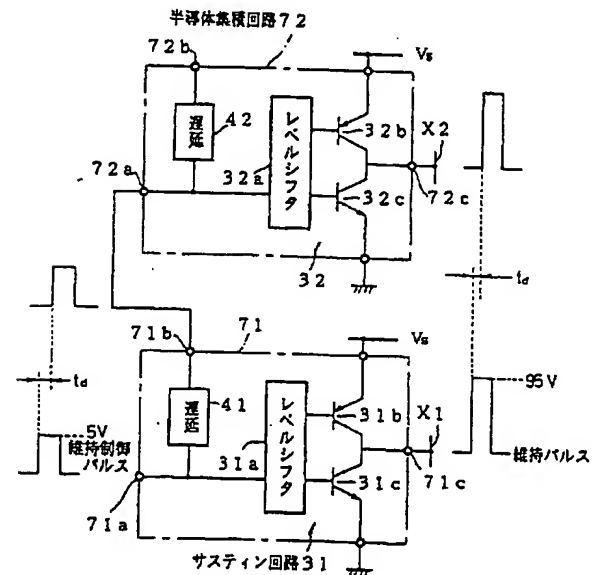 半導体集積回路72
72b
Vs
遅延
42
レベルシフタ
32b
X2
72a
32a
32c
72c
32
td
71b
71
Vs
td
遅延
41
レベルシフタ
31b
X1
95V
5V
維持制御
パルス
31a
31c
71c
維持パルス
71a
サスティン回路31